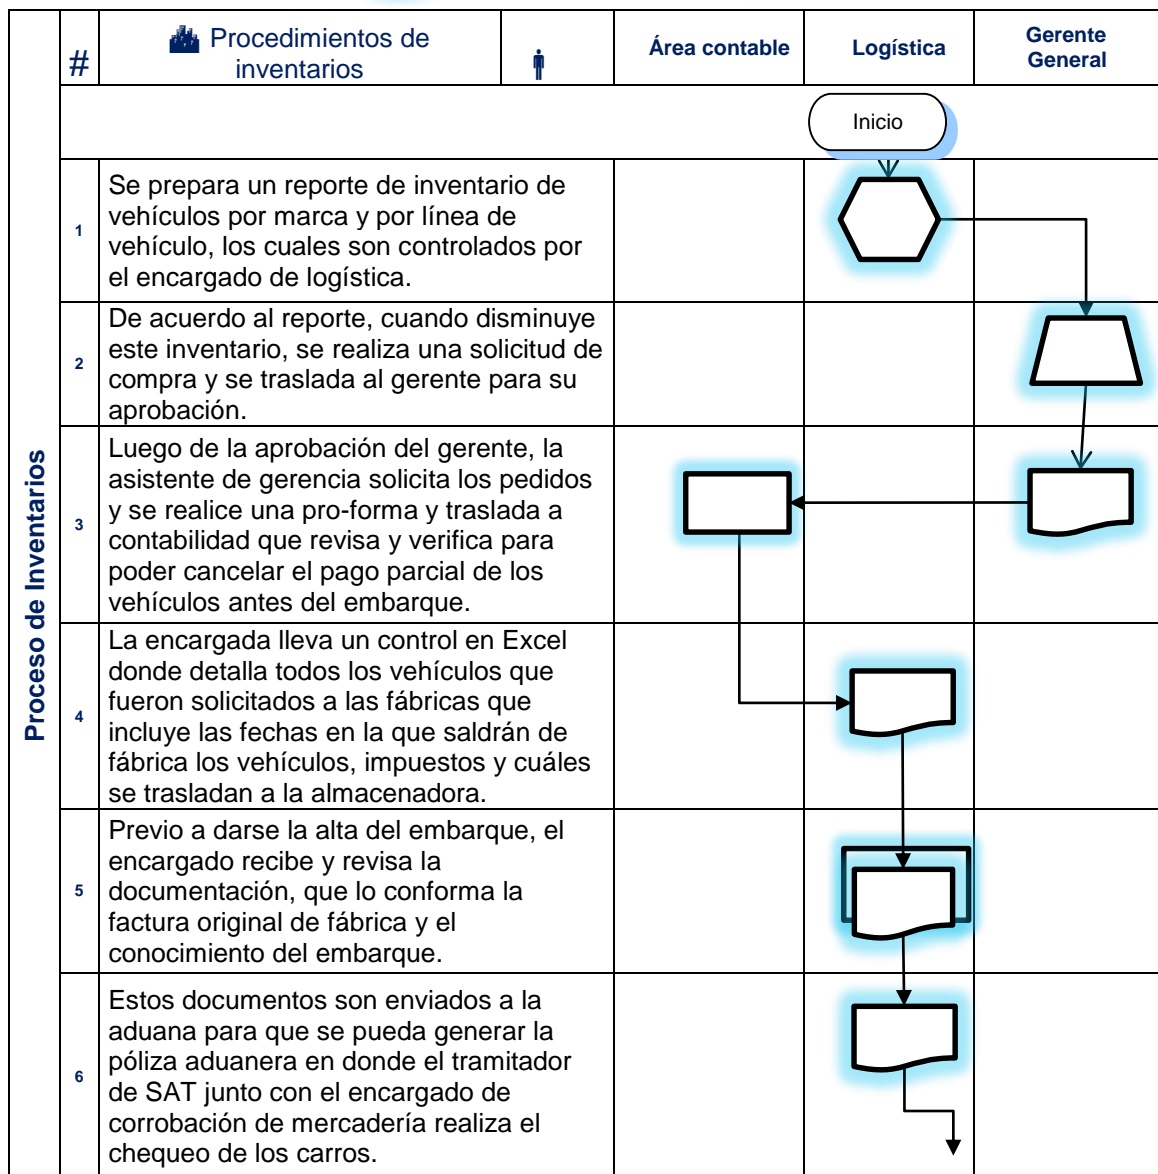 #
Procedimientos de
inventarios
Área contable
Logística
Gerente
General
Inicio
Proceso de Inventarios
1
Se prepara un reporte de inventario de
vehículos por marca y por línea de
vehículo, los cuales son controlados por
el encargado de logística.
2
De acuerdo al reporte, cuando disminuye
este inventario, se realiza una solicitud de
compra y se traslada al gerente para su
aprobación.
3
Luego de la aprobación del gerente, la
asistente de gerencia solicita los pedidos
y se realice una pro-forma y traslada a
contabilidad que revisa y verifica para
poder cancelar el pago parcial de los
vehículos antes del embarque.
4
La encargada lleva un control en Excel
donde detalla todos los vehículos que
fueron solicitados a las fábricas que
incluye las fechas en la que saldrán de
fábrica los vehículos, impuestos y cuáles
se trasladan a la almacenadora.
5
Previo a darse la alta del embarque, el
encargado recibe y revisa la
documentación, que lo conforma la
factura original de fábrica y el
conocimiento del embarque.
6
Estos documentos son enviados a la
aduana para que se pueda generar la
póliza aduanera en donde el tramitador
de SAT junto con el encargado de
corrobación de mercadería realiza el
chequeo de los carros.